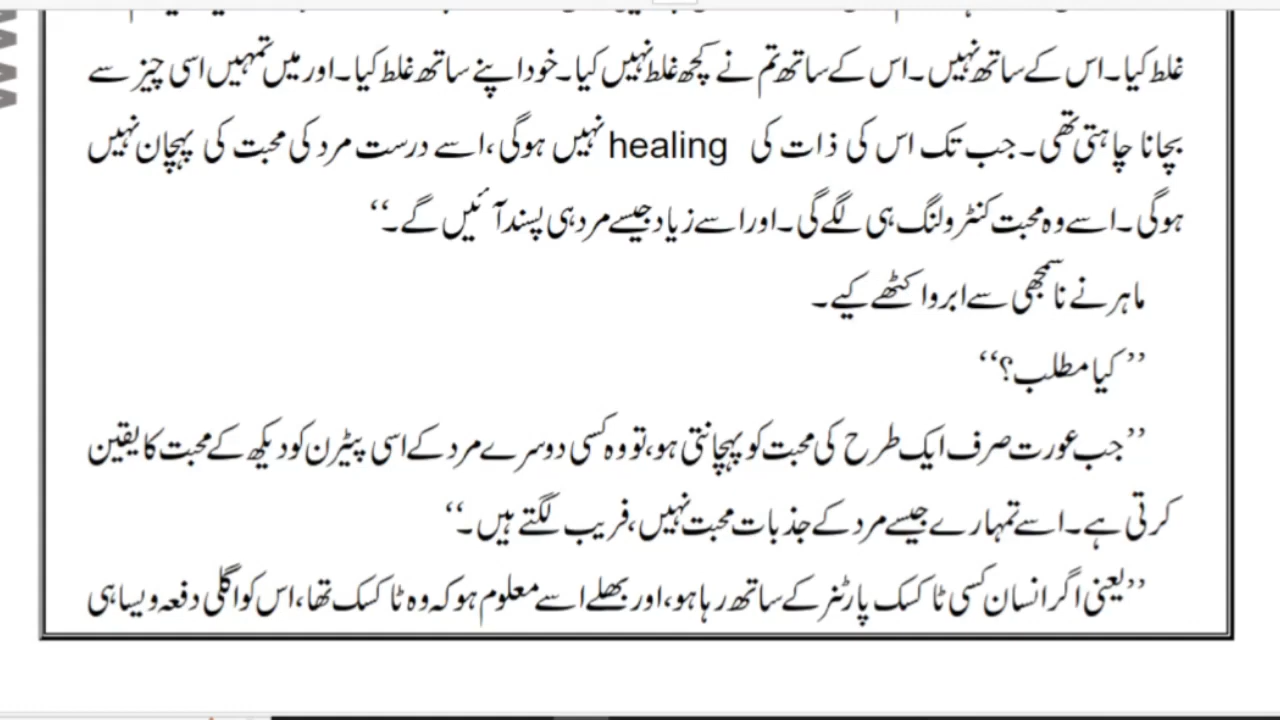 غلط کیا۔اس کے ساتھ نہیں۔اس کے ساتھ تم نے کچھ غلط نہیں کیا۔خود اپنے ساتھ غلط کیا۔اور میں تمہیں اسی چیز سے
بچانا چاہتی تھی۔جب تک اس کی ذات کی healing نہیں ہوگی،اسے درست مرد کی محبت کی پہچان نہیں
ہوگی۔اسے وہ محبت کنٹرولنگ ہی لگے گی۔اور اسے زیاد جیسے مرد ہی پسند آئیں گے۔‘‘
ماہر نے ناسمجھی سے ابرو اکٹھے کیے۔
’’کیا مطلب؟‘‘
’’جب عورت صرف ایک طرح کی محبت کو پہچانتی ہو،تو وہ کسی دوسرے مرد کے اسی پیٹرن کو دیکھ کے محبت کا یقین
کرتی ہے۔اسے تمہارے جیسے مرد کے جذبات محبت نہیں،فریب لگتے ہیں۔‘‘
’’یعنی اگر انسان کسی ٹاکسک پارٹنر کے ساتھ رہا ہو،اور بھلے اسے معلوم ہو کہ وہ ٹاکسک تھا،اس کو اگلی دفعہ ویسا ہی